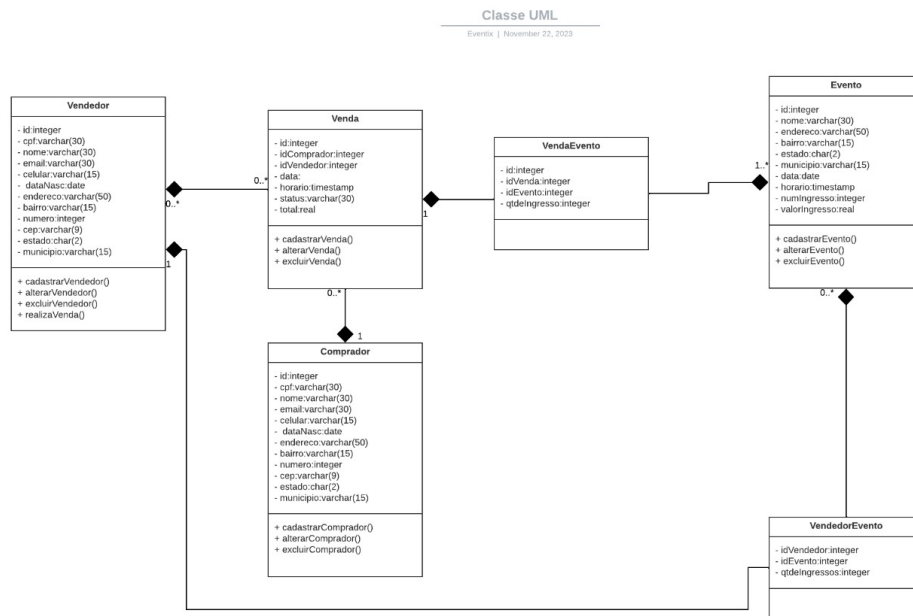 Classe UML
Eventix | November 22, 2023
Vendedor
- id:integer
- cpf:varchar(30)
- nome:varchar(30)
- email:varchar(30)
- celular:varchar(15)
- dataNasc:date
- endereco:varchar(50)
- bairro:varchar(15)
- numero:integer
- cep:varchar(9)
- estado:char(2)
- municipio:varchar(15)
+ cadastrarVendedor()
+ alterarVendedor()
+ excluirVendedor()
+ realizaVenda()
0..*
1
0..*
Venda
- id:integer
- idComprador:integer
- idVendedor:integer
- data:
- horario:timestamp
- status:varchar(30)
- total:real
+ cadastrarVenda()
+ alterarVenda()
+ excluirVenda()
1
0..*
1
VendaEvento
- id:integer
- idVenda:integer
- idEvento:integer
- qtdeIngresso:integer
1..*
Evento
- id:integer
- nome:varchar(30)
- endereco:varchar(50)
- bairro:varchar(15)
- estado:char(2)
- municipio:varchar(15)
- data:date
- horario:timestamp
- numIngresso:integer
- valorIngresso:real
+ cadastrarEvento()
+ alterarEvento()
+ excluirEvento()
0..*
Comprador
- id:integer
- cpf:varchar(30)
- nome:varchar(30)
- email:varchar(30)
- celular:varchar(15)
- dataNasc:date
- endereco:varchar(50)
- bairro:varchar(15)
- numero:integer
- cep:varchar(9)
- estado:char(2)
- municipio:varchar(15)
+ cadastrarComprador()
+ alterarComprador()
+ excluirComprador()
VendedorEvento
- idVendedor:integer
- idEvento:integer
- qtdeIngressos:integer